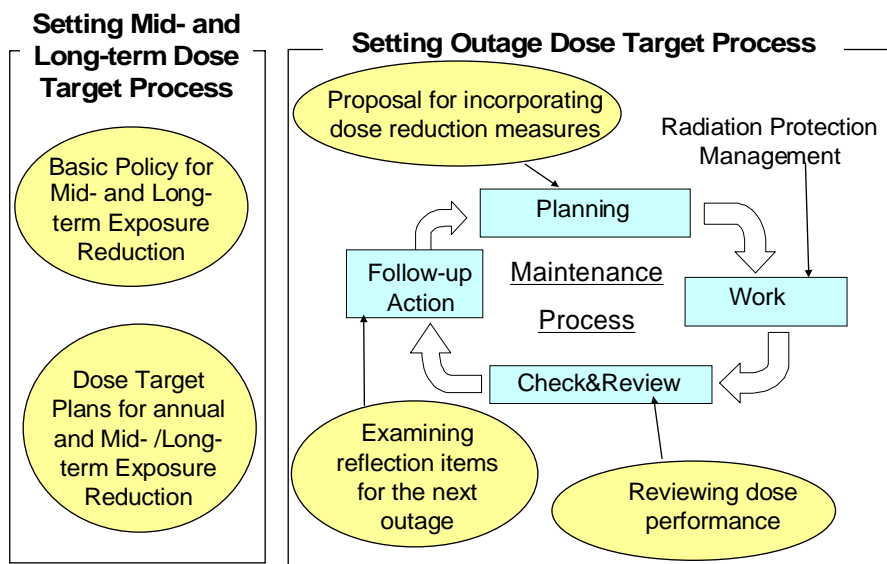 Setting Mid- and
Long-term Dose
Target Process
Basic Policy for
Mid- and Long-
term Exposure
Reduction
Dose Target
Plans for annual
and Mid- /Long-
term Exposure
Reduction
Setting Outage Dose Target Process
Proposal for incorporating
dose reduction measures
Radiation Protection
Management
Planning
Follow-up
Action
Maintenance
Process
Work
Check&Review
Examining
reflection items
for the next
outage
Reviewing dose
performance